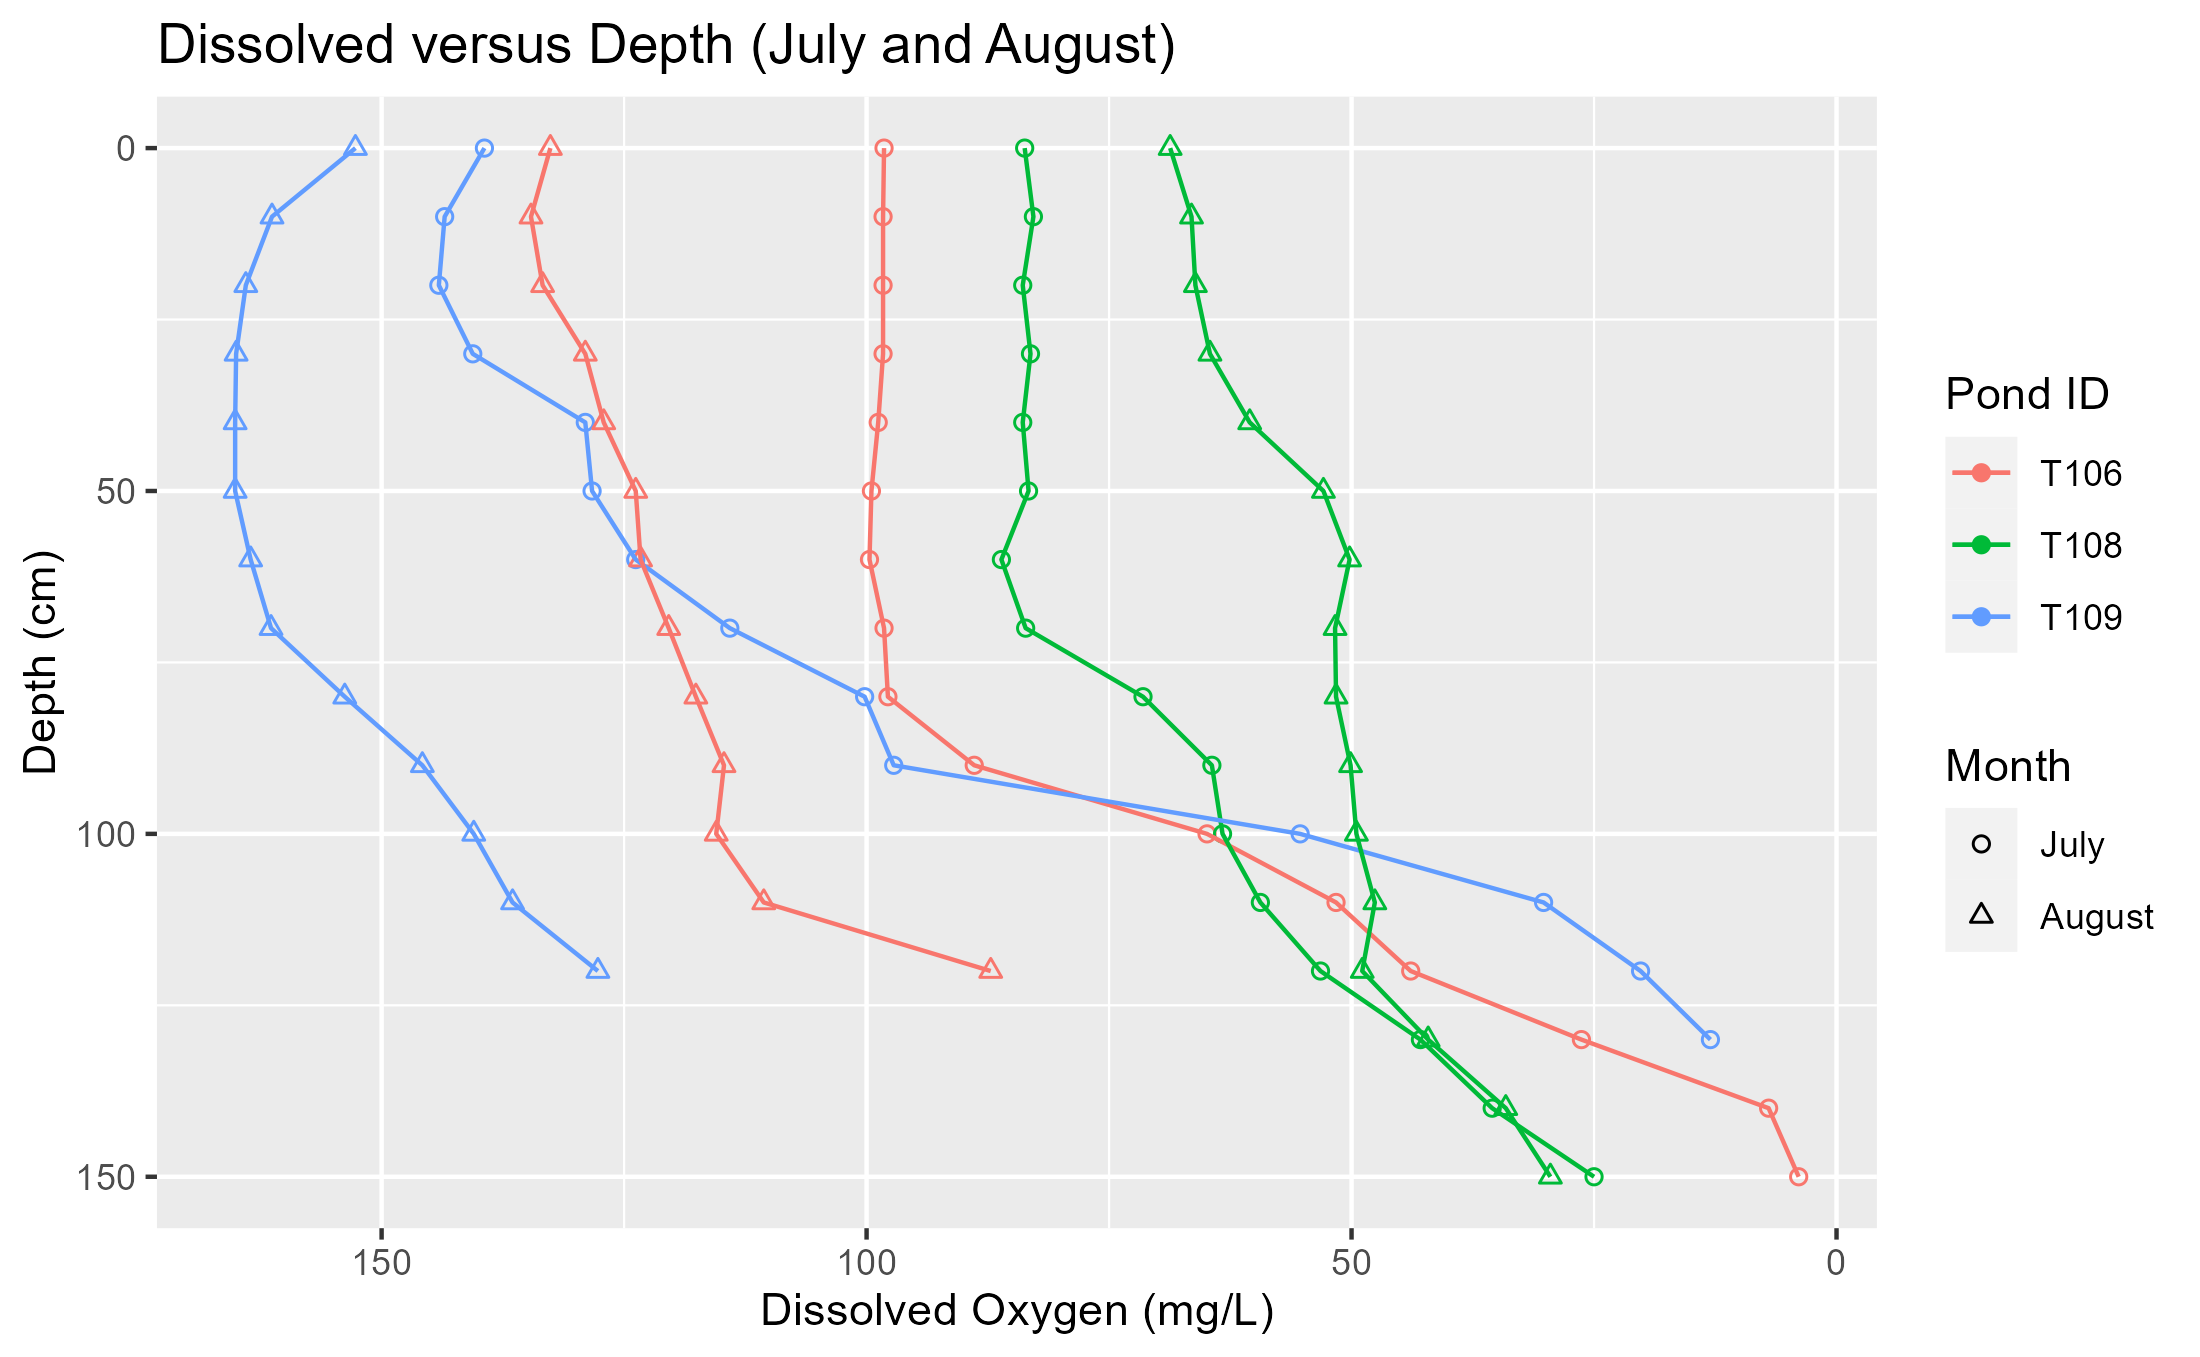 Dissolved versus Depth (July and August)
0
50
100
150
Depth (cm)
150
100
50
0
Dissolved Oxygen (mg/L)
Pond ID
T106
T108
T109
Month
July
August